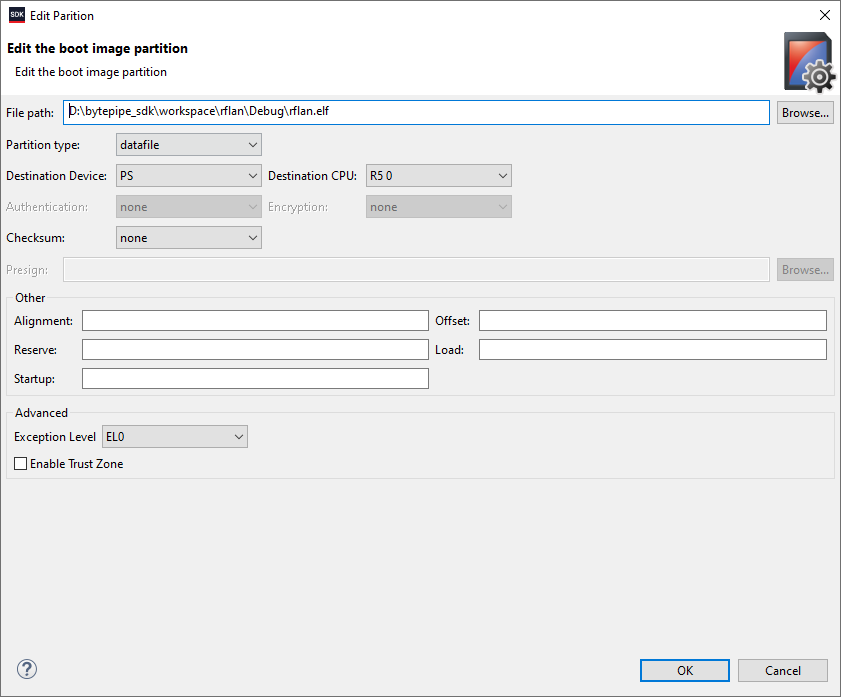 SDK Edit Parition
Edit the boot image partition
Edit the boot image partition
File path: D:\bytepipe_sdk\workspace\rflan\Debug\rflan.elf Browse...
Partition type: datafile
Destination Device: PS Destination CPU: R5 0
Authentication: none Encryption: none
Checksum: none
Presign: Browse...
Other
Alignment: Offset:
Reserve: Load:
Startup:
Advanced
Exception Level EL0
Enable Trust Zone
? OK Cancel